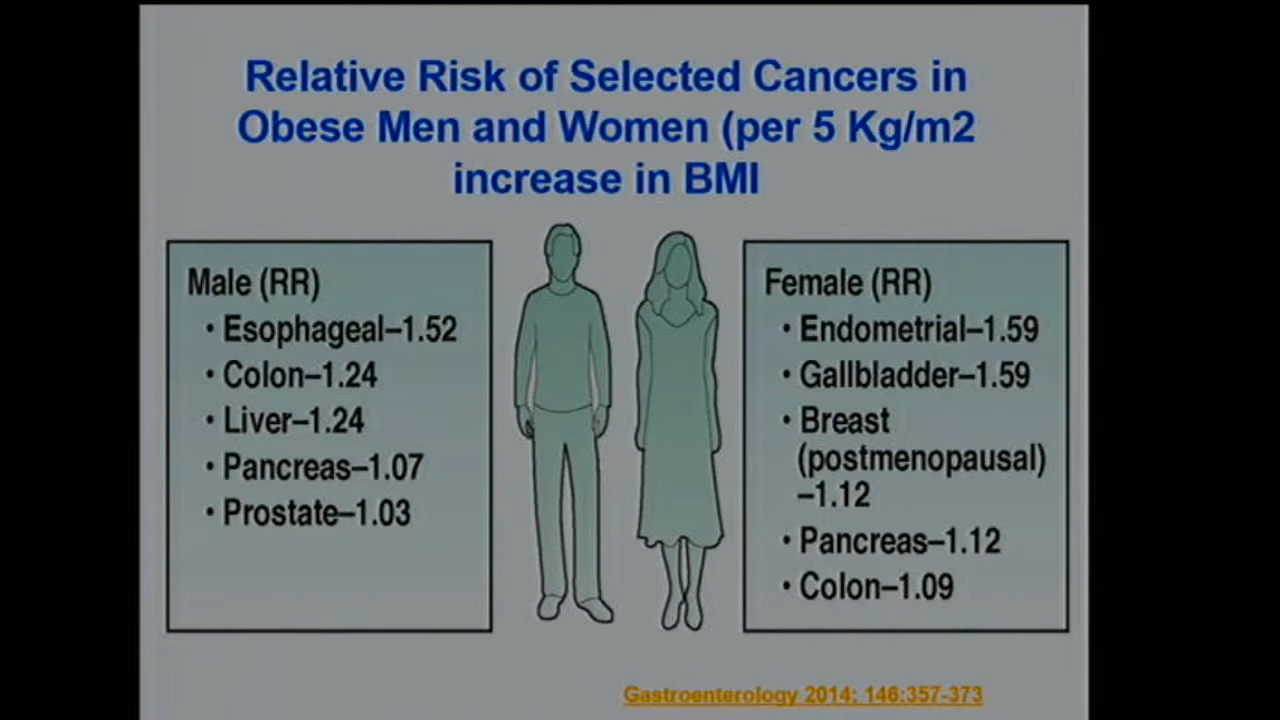 Relative Risk of Selected Cancers in
Obese Men and Women (per 5 Kg/m2
increase in BMI
Male (RR)
• Esophageal–1.52
• Colon–1.24
• Liver–1.24
• Pancreas–1.07
• Prostate–1.03
Female (RR)
• Endometrial–1.59
• Gallbladder–1.59
• Breast
(postmenopausal)
–1.12
• Pancreas–1.12
• Colon–1.09
Gastroenterology 2014; 146:357-373